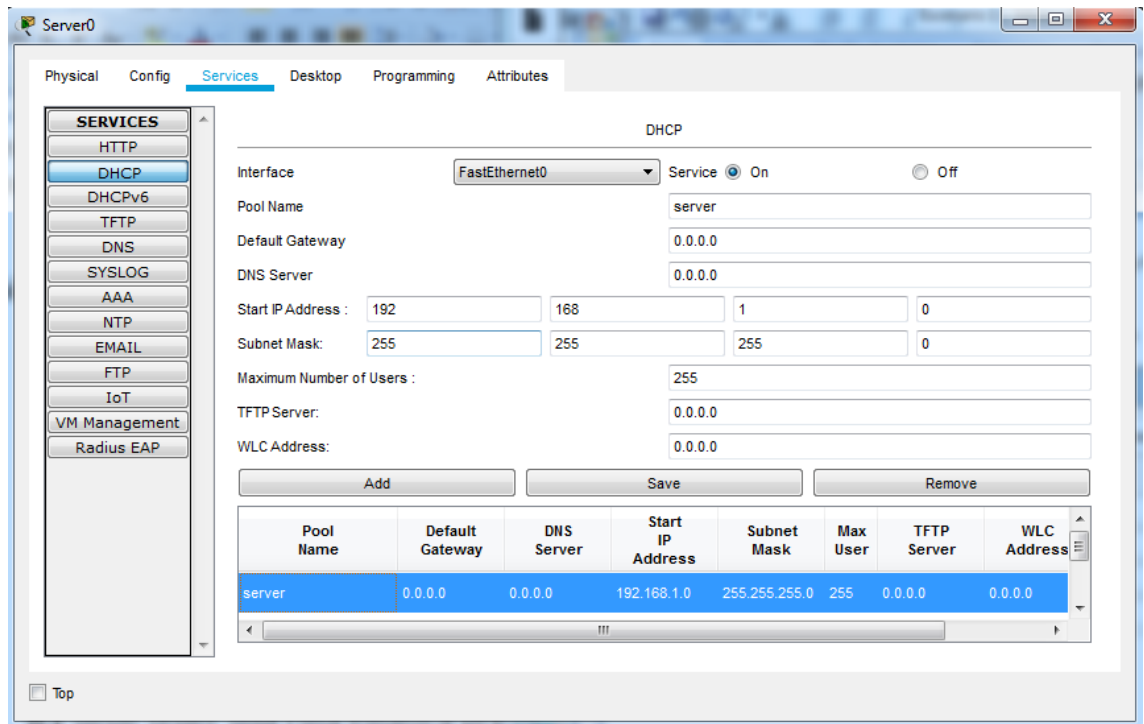 Server0
Physical Config Services Desktop Programming Attributes
SERVICES
HTTP
DHCP
DHCPv6
TFTP
DNS
SYSLOG
AAA
NTP
EMAIL
FTP
IoT
VM Management
Radius EAP
DHCP
Interface FastEthernet0 Service On Off
Pool Name server
Default Gateway 0.0.0.0
DNS Server 0.0.0.0
Start IP Address : 192 168 1 0
Subnet Mask: 255 255 255 0
Maximum Number of Users : 255
TFTP Server: 0.0.0.0
WLC Address: 0.0.0.0
Add Save Remove
Pool Name Default Gateway DNS Server Start IP Address Subnet Mask Max User TFTP Server WLC Address
server 0.0.0.0 0.0.0.0 192.168.1.0 255.255.255.0 255 0.0.0.0 0.0.0.0
Top